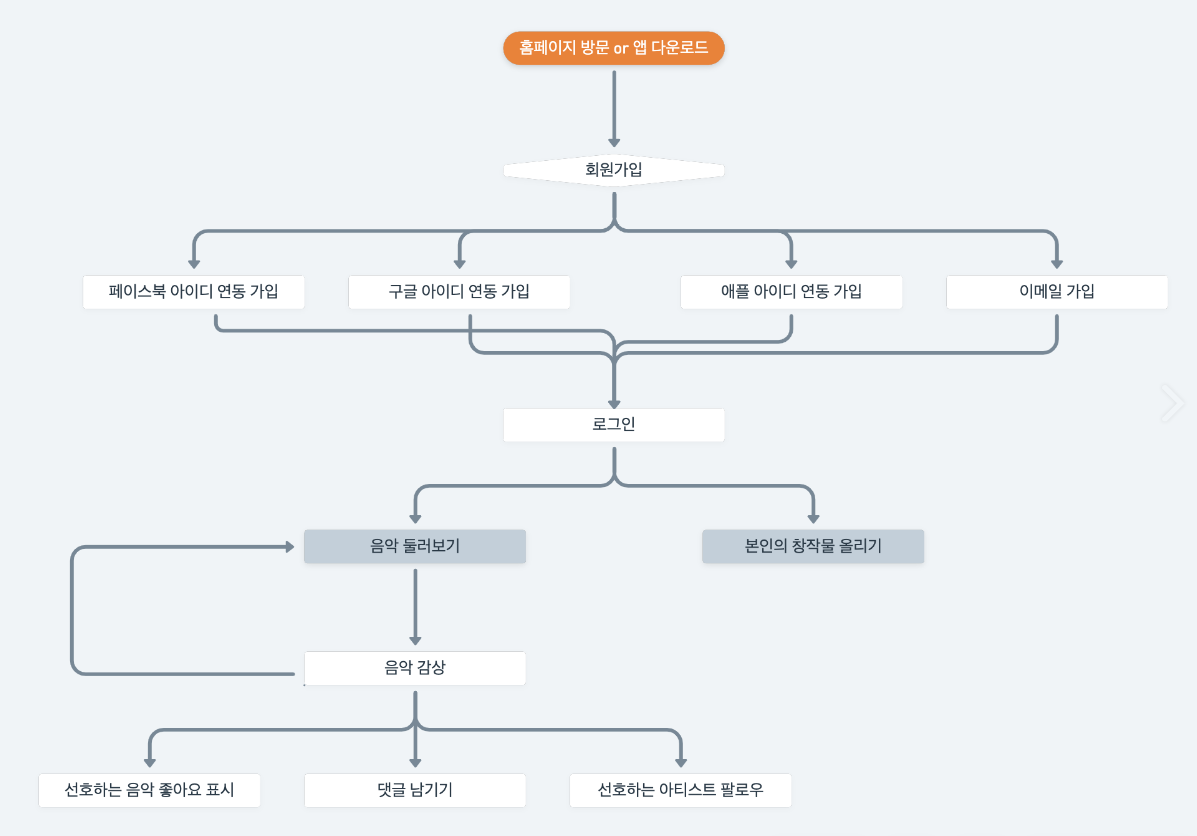 홈페이지 방문 or 앱 다운로드
회원가입
페이스북 아이디 연동 가입
구글 아이디 연동 가입
애플 아이디 연동 가입
이메일 가입
로그인
음악 둘러보기
본인의 창작물 올리기
음악 감상
선호하는 음악 좋아요 표시
댓글 남기기
선호하는 아티스트 팔로우